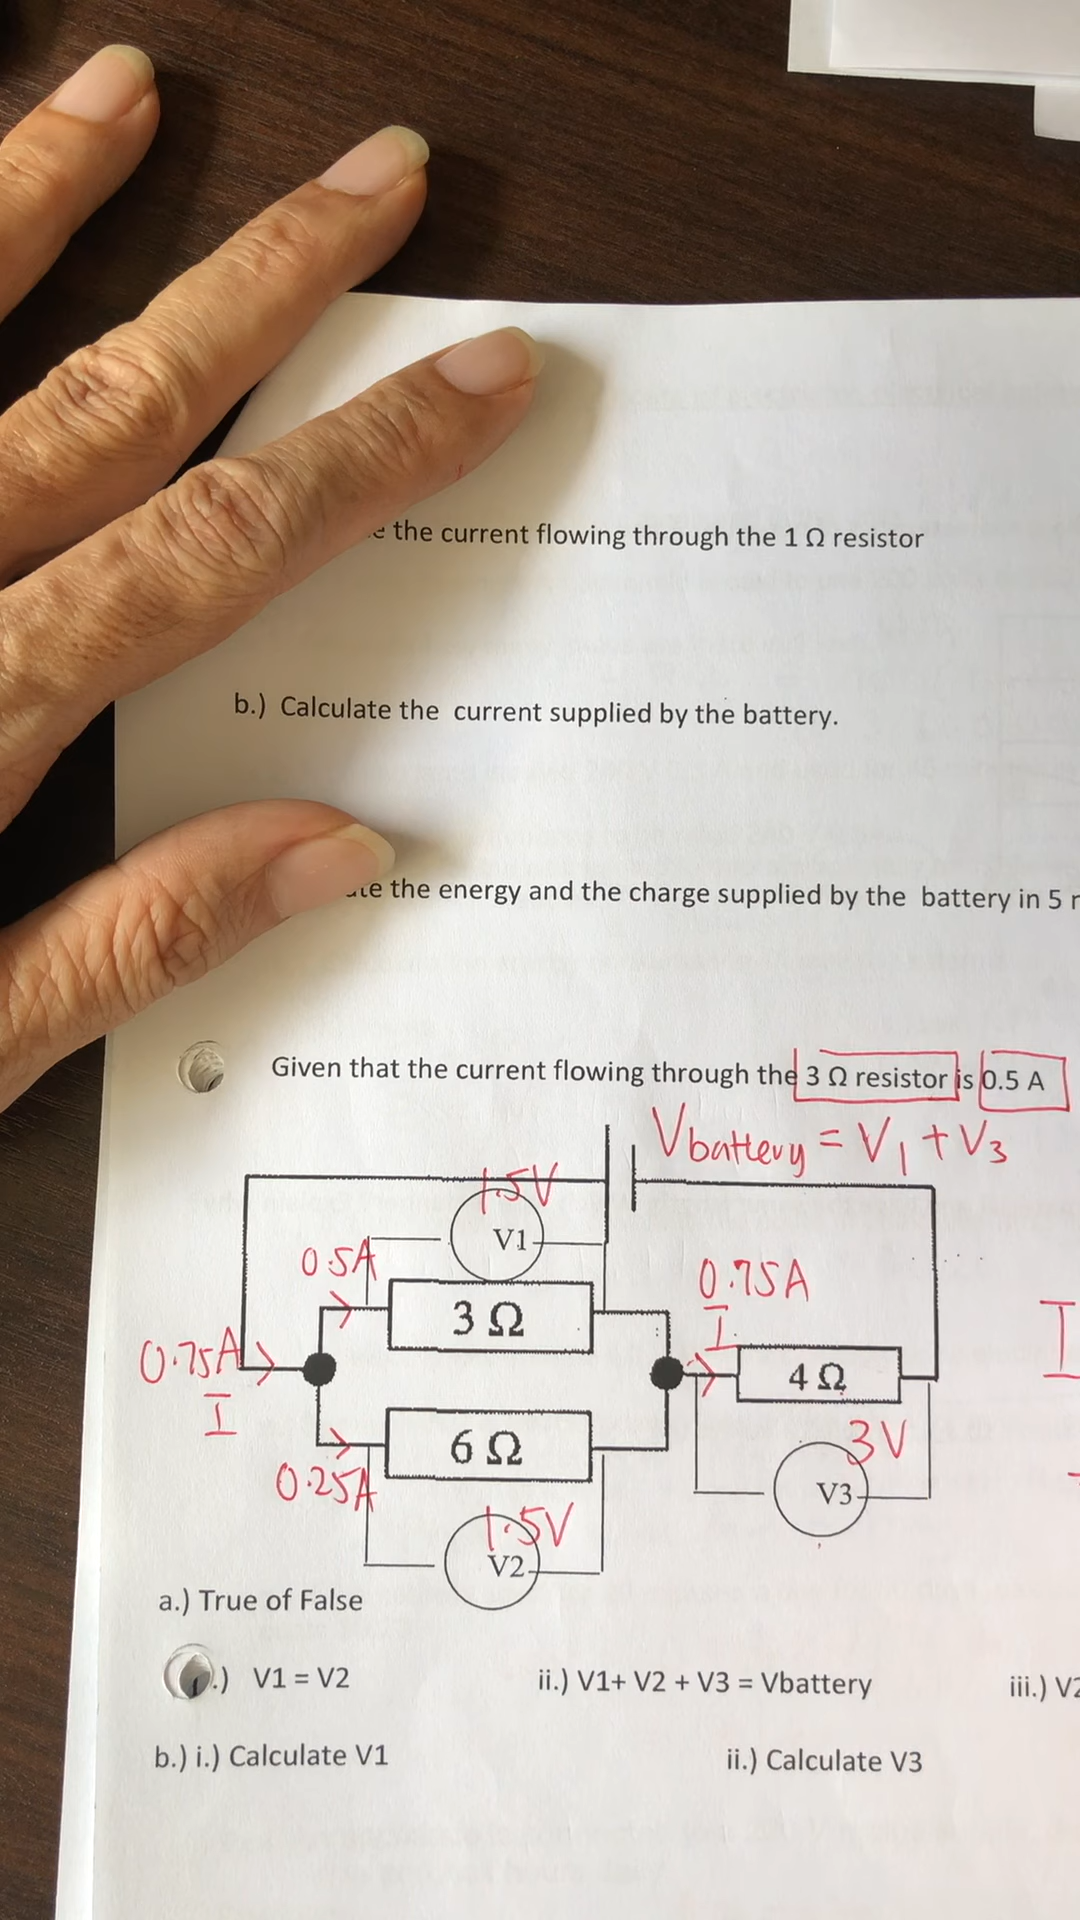 the current flowing through the 1 Ω resistor
b.) Calculate the current supplied by the battery.
the energy and the charge supplied by the battery in 5
Given that the current flowing through the 3 Ω resistor is 0.5 A
Vbattery = V1 + V3
1.5V
V1
0.5A
3 Ω
0.75A
I
0.75A
I
4 Ω
I
6 Ω
0.25A
3V
V3
1.5V
V2
a.) True of False
.) V1 = V2
ii.) V1+ V2 + V3 = Vbattery
iii.)
b.) i.) Calculate V1
ii.) Calculate V3